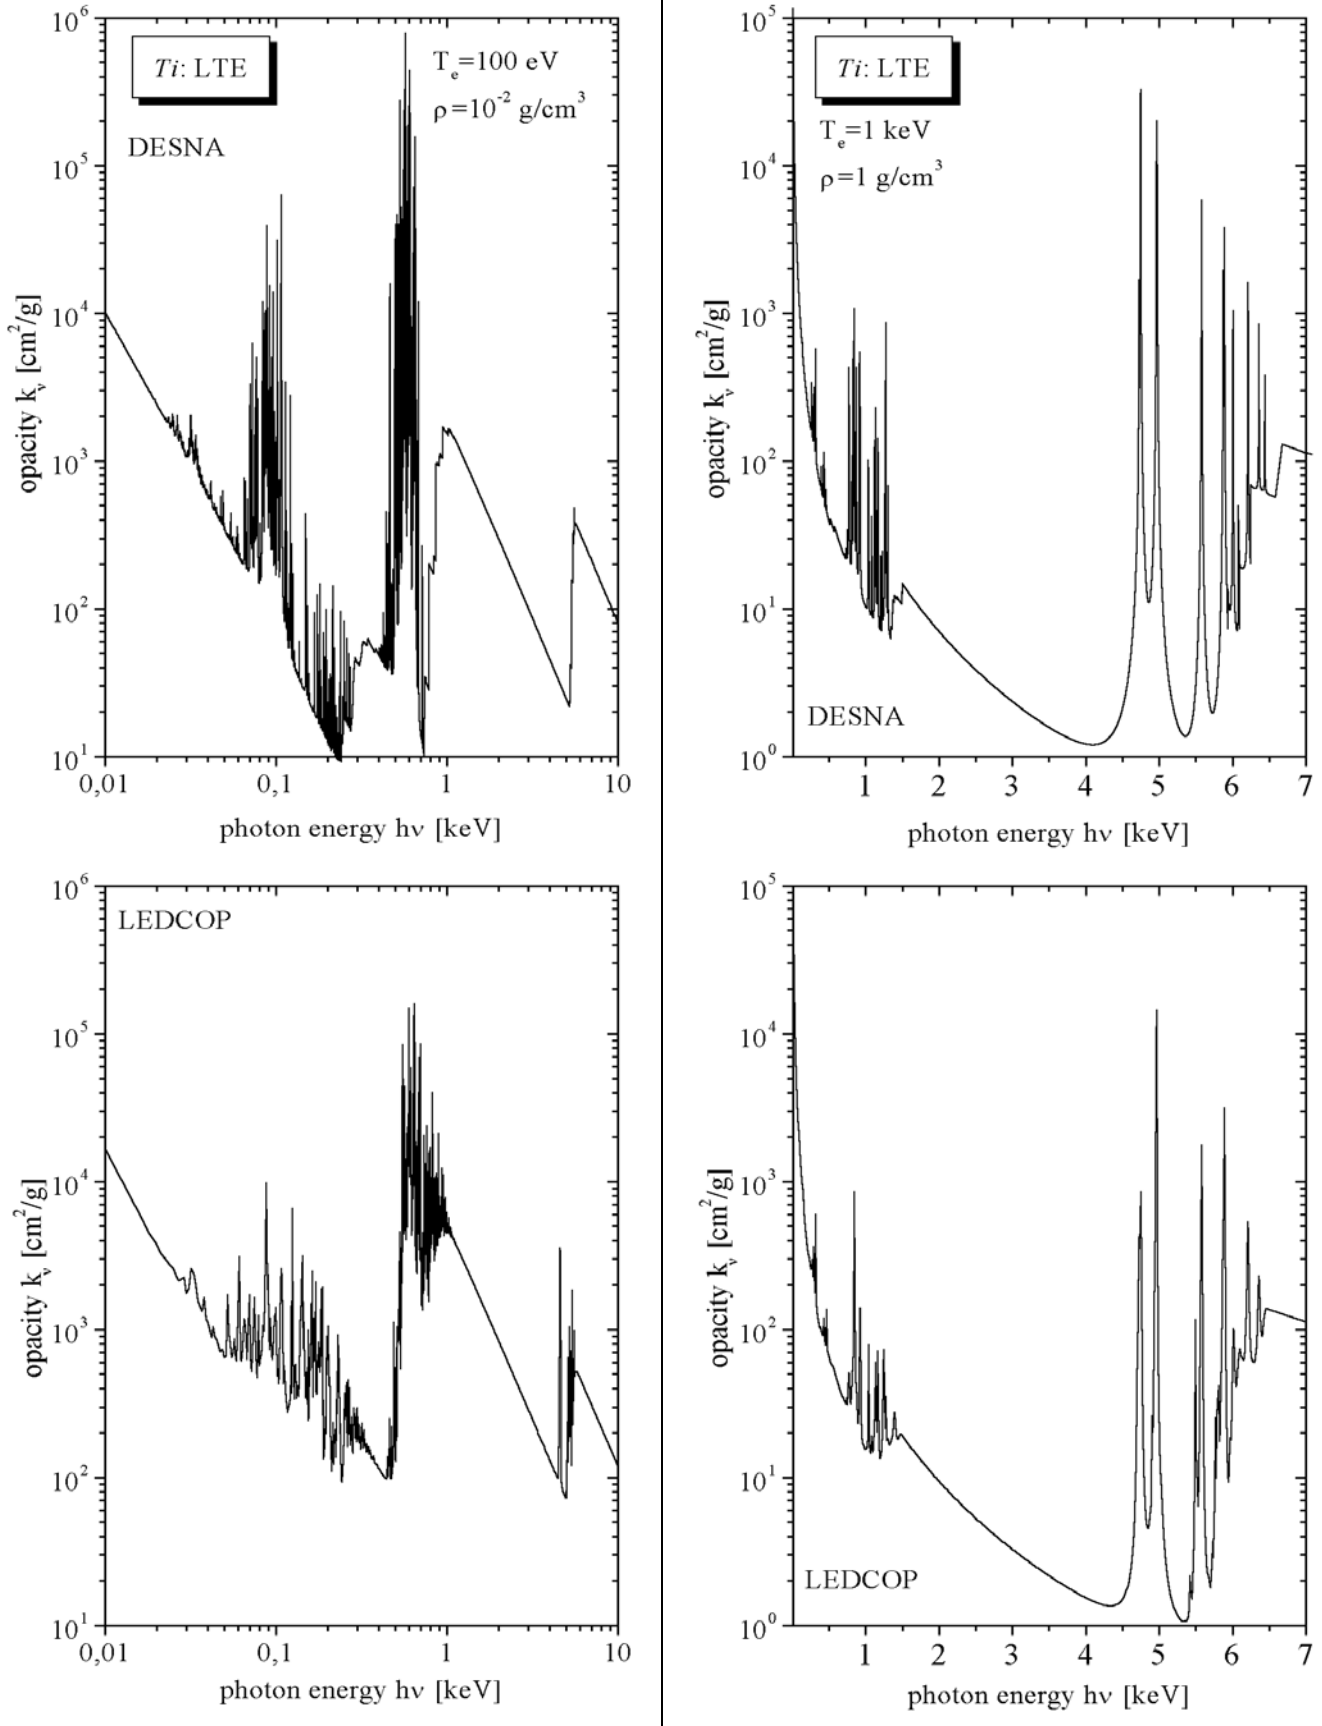 10^6
Ti: LTE
T_e=100 eV
ρ=10^-2 g/cm^3
DESNA
10^5
10^4
10^3
10^2
10^1
opacity k_ν [cm^2/g]
0,01 0,1 1 10
photon energy hν [keV]
10^5
Ti: LTE
T_e=1 keV
ρ=1 g/cm^3
10^4
10^3
10^2
10^1
10^0
opacity k_ν [cm^2/g]
DESNA
1 2 3 4 5 6 7
photon energy hν [keV]
10^6
LEDCOP
10^5
10^4
10^3
10^2
10^1
opacity k_ν [cm^2/g]
0,01 0,1 1 10
photon energy hν [keV]
10^5
10^4
10^3
10^2
10^1
10^0
opacity k_ν [cm^2/g]
LEDCOP
1 2 3 4 5 6 7
photon energy hν [keV]